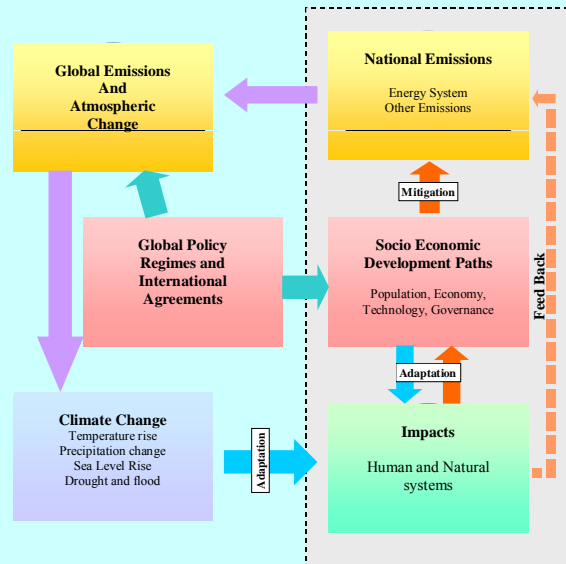 Global Emissions
And
Atmospheric
Change
National Emissions
Energy System
Other Emissions
Mitigation
Global Policy
Regimes and
International
Agreements
Socio Economic
Development Paths
Population, Economy,
Technology, Governance
Feed Back
Adaptation
Climate Change
Temperature rise
Precipitation change
Sea Level Rise
Drought and flood
Adaptation
Impacts
Human and Natural
systems